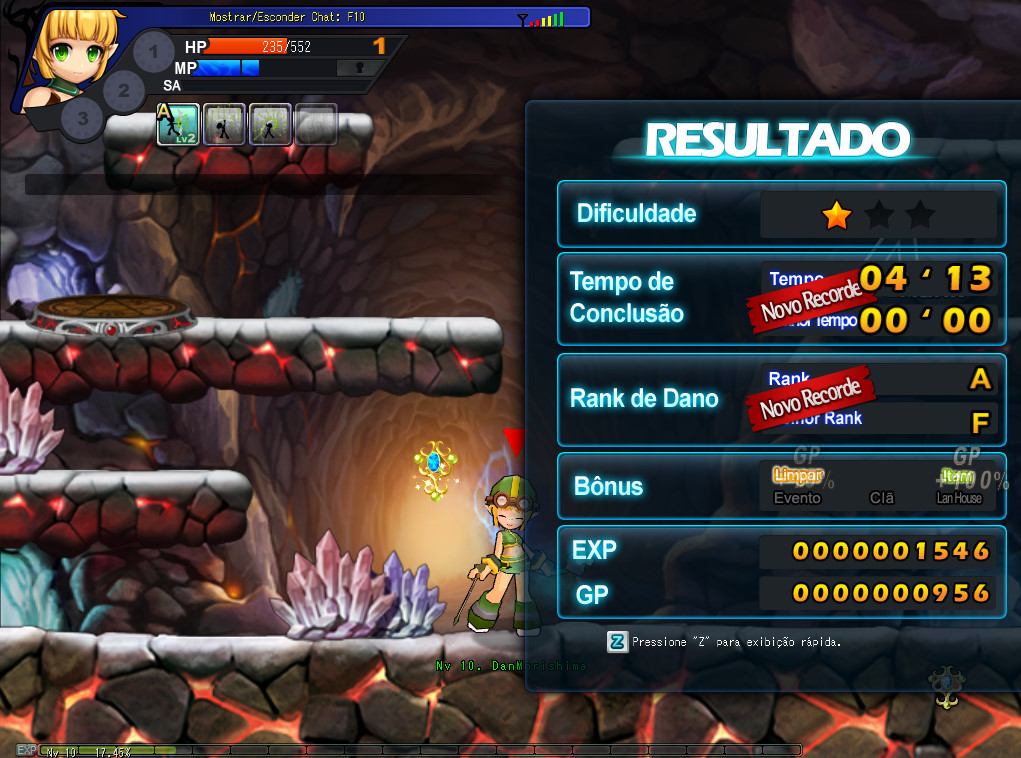 Mostrar/Esconder Chat: F10
HP 235/552
1
MP
SA
1
2
3
A
Lv2
RESULTADO
Dificuldade
Tempo de
Conclusão
Tempo 04 ' 13
Novo Recorde
Tempo 00 ' 00
Rank de Dano
Rank A
Novo Recorde
Rank F
Bônus
GP
GP
Limpar
Item
Evento
Clã
Lan House
EXP
0000001546
GP
0000000956
Z Pressione "Z" para exibição rápida.
Nv 10. DanMorishima
EXP Nv 10 17.45%